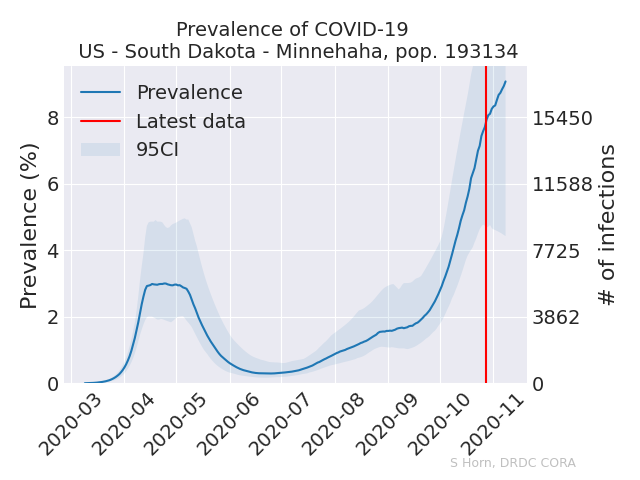 Prevalence of COVID-19
US - South Dakota - Minnehaha, pop. 193134
Prevalence
Latest data
95CI
Prevalence (%)
8
6
4
2
0
15450
11588
7725
3862
0
# of infections
2020-03
2020-04
2020-05
2020-06
2020-07
2020-08
2020-09
2020-10
2020-11
S Horn, DRDC CORA